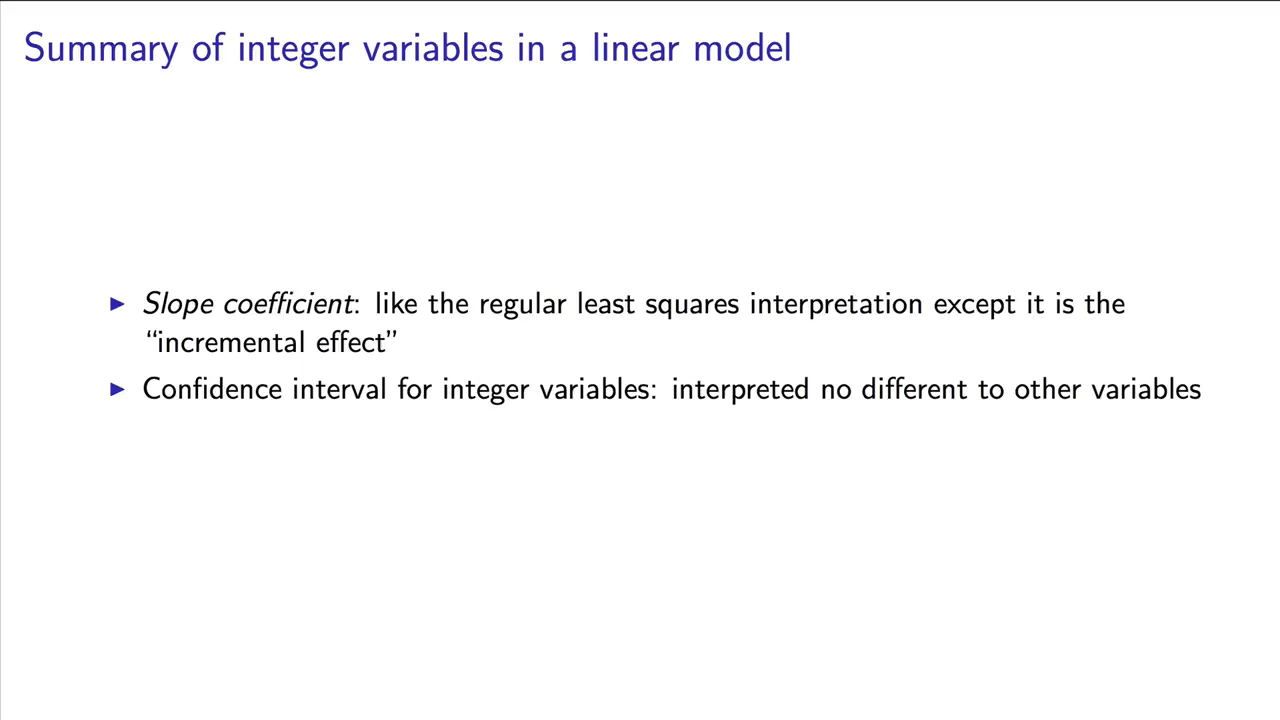 Summary of integer variables in a linear model
▶ Slope coefficient: like the regular least squares interpretation except it is the
“incremental effect”
▶ Confidence interval for integer variables: interpreted no different to other variables